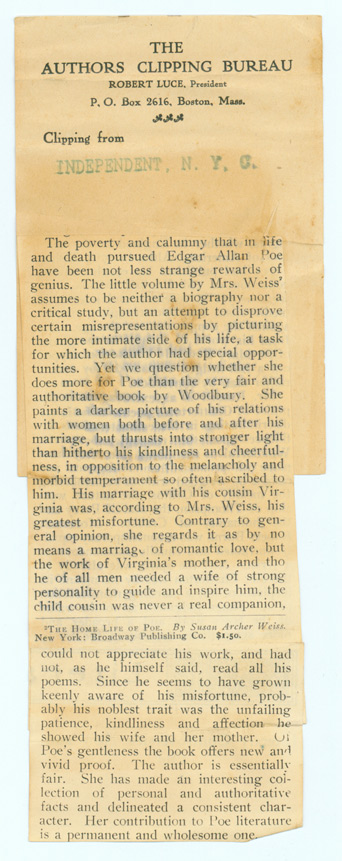 THE
AUTHORS CLIPPING BUREAU
ROBERT LUCE, President
P. O. Box 2616, Boston, Mass.
Clipping from
INDEPENDENT, N. Y. C.
The poverty and calumny that in life
and death pursued Edgar Allan Poe
have been not less strange rewards of
genius. The little volume by Mrs. Weiss³
assumes to be neither a biography nor a
critical study, but an attempt to disprove
certain misrepresentations by picturing
the more intimate side of his life, a task
for which the author had special oppor-
tunities. Yet we question whether she
does more for Poe than the very fair and
authoritative book by Woodbury. She
paints a darker picture of his relations
with women both before and after his
marriage, but thrusts into stronger light
than hitherto his kindliness and cheerful-
ness, in opposition to the melancholy and
morbid temperament so often ascribed to
him. His marriage with his cousin Vir-
ginia was, according to Mrs. Weiss, his
greatest misfortune. Contrary to gen-
eral opinion, she regards it as by no
means a marriage of romantic love, but
the work of Virginia's mother, and tho
he of all men needed a wife of strong
personality to guide and inspire him, the
child cousin was never a real companion,
³THE HOME LIFE OF POE. By Susan Archer Weiss.
New York: Broadway Publishing Co. $1.50.
could not appreciate his work, and had
not, as he himself said, read all his
poems. Since he seems to have grown
keenly aware of his misfortune, prob-
ably his noblest trait was the unfailing
patience, kindliness and affection he
showed his wife and her mother. Of
Poe's gentleness the book offers new and
vivid proof. The author is essentially
fair. She has made an interesting col-
lection of personal and authoritative
facts and delineated a consistent char-
acter. Her contribution to Poe literature
is a permanent and wholesome one.